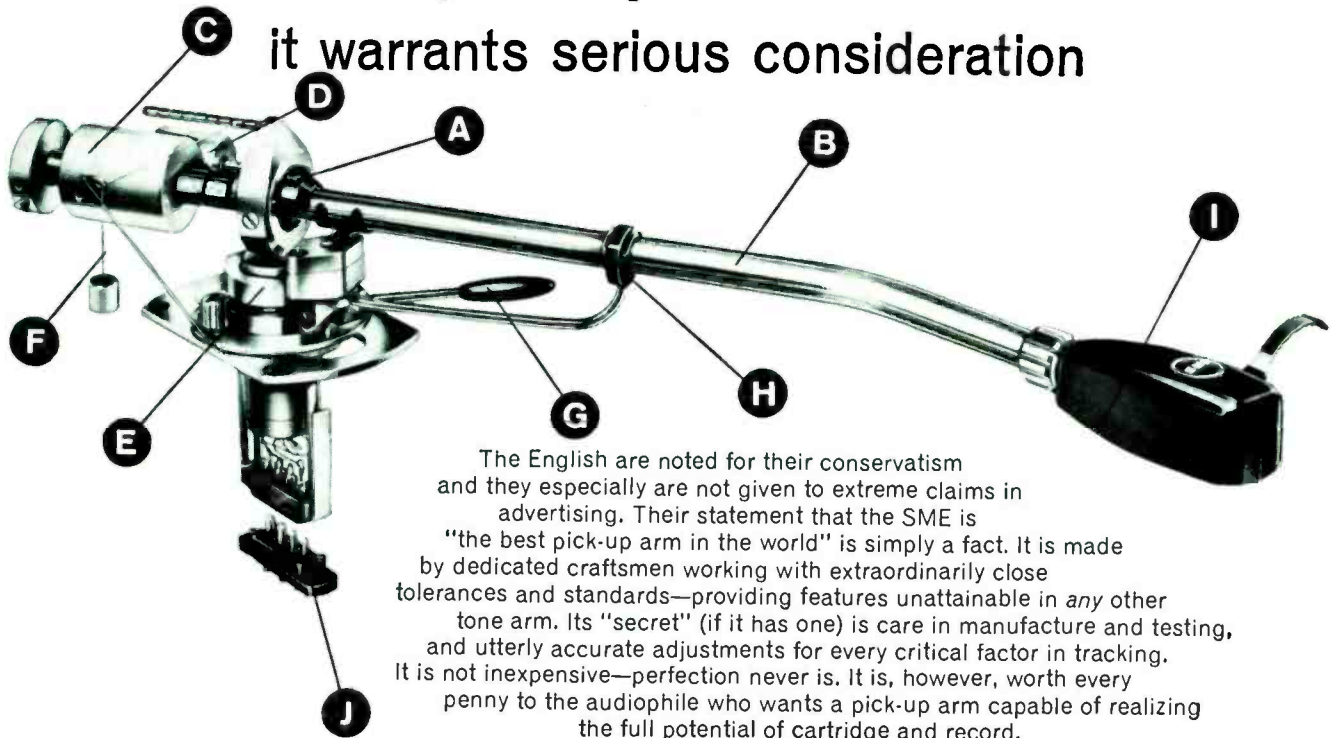 it warrants serious consideration
C
D
A
B
I
F
E
G
H
J
The English are noted for their conservatism
and they especially are not given to extreme claims in
advertising. Their statement that the SME is
"the best pick-up arm in the world" is simply a fact. It is made
by dedicated craftsmen working with extraordinarily close
tolerances and standards—providing features unattainable in any other
tone arm. Its "secret" (if it has one) is care in manufacture and testing,
and utterly accurate adjustments for every critical factor in tracking.
It is not inexpensive—perfection never is. It is, however, worth every
penny to the audiophile who wants a pick-up arm capable of realizing
the full potential of cartridge and record.